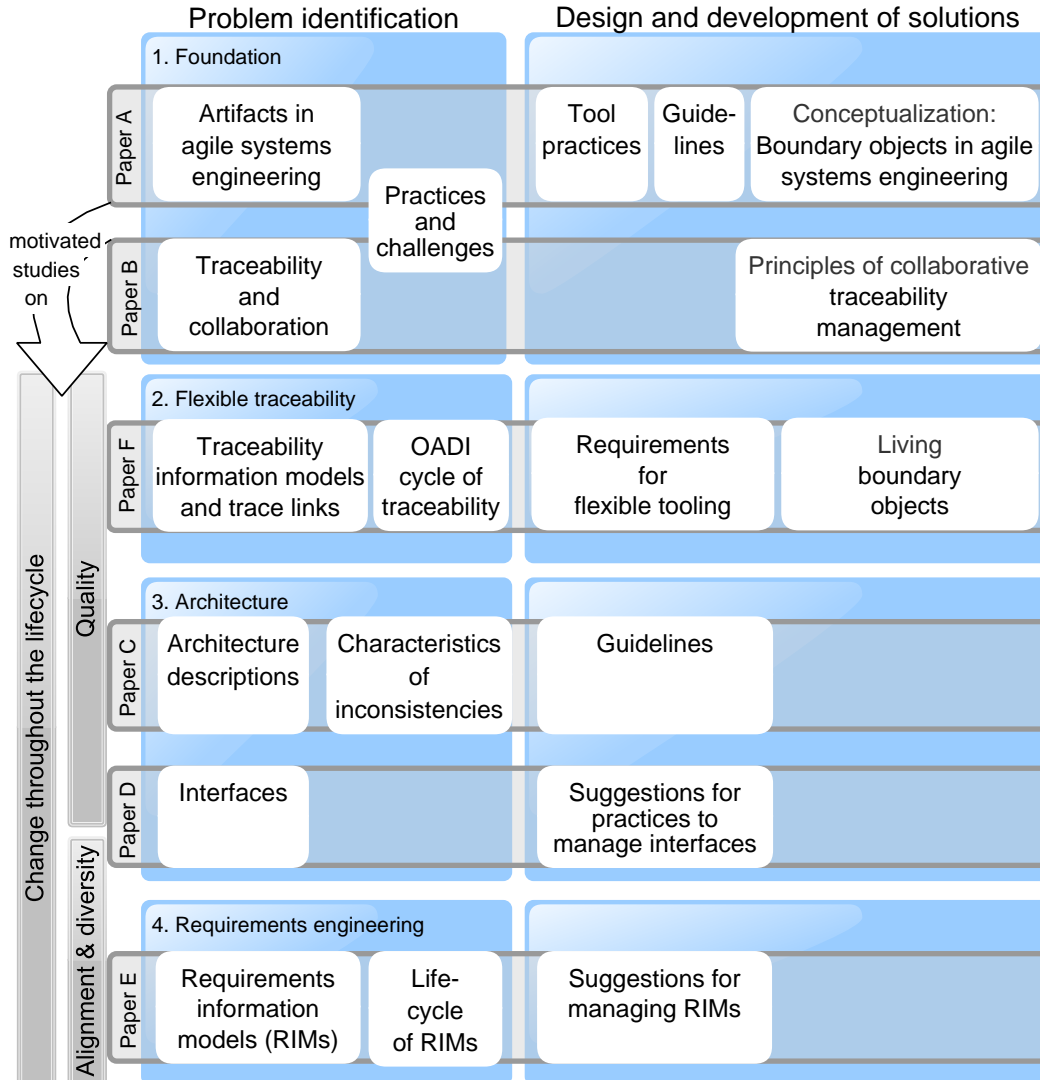 Problem identification
Design and development of solutions
1. Foundation
Paper A
Artifacts in
agile systems
engineering
Practices
and
challenges
Tool
practices
Guide-
lines
Conceptualization:
Boundary objects in agile
systems engineering
motivated
studies
on
Paper B
Traceability
and
collaboration
Principles of collaborative
traceability
management
Change throughout the lifecycle
Quality
2. Flexible traceability
Paper F
Traceability
information models
and trace links
OADI
cycle of
traceability
Requirements
for
flexible tooling
Living
boundary
objects
3. Architecture
Paper C
Architecture
descriptions
Characteristics
of
inconsistencies
Guidelines
Paper D
Interfaces
Suggestions for
practices to
manage interfaces
Alignment & diversity
4. Requirements engineering
Paper E
Requirements
information
models (RIMs)
Life-
cycle
of RIMs
Suggestions for
managing RIMs